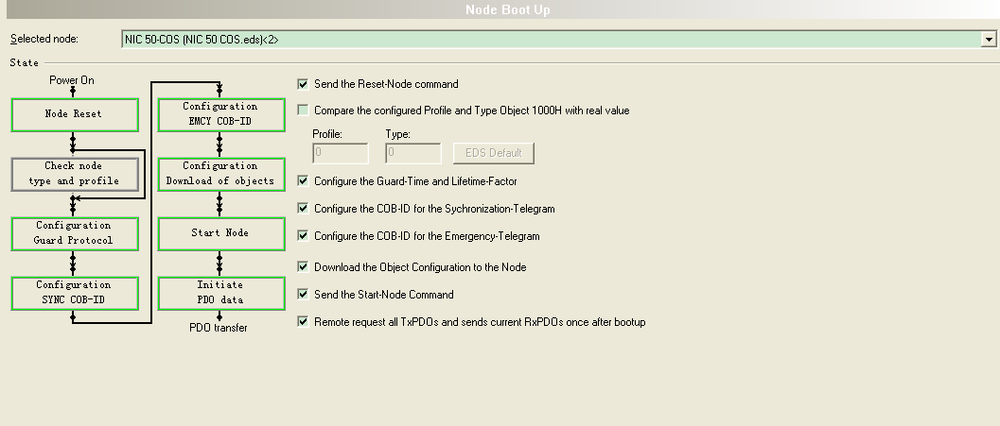 Node Boot Up
Selected node:
NIC 50-COS (NIC 50 COS.eds)<2>
State
Power On
Node Reset
Check node
type and profile
Configuration
Guard Protocol
Configuration
SYNC COB-ID
Configuration
EMCY COB-ID
Configuration
Download of objects
Start Node
Initiate
PDO data
PDO transfer
Send the Reset-Node command
Compare the configured Profile and Type Object 1000H with real value
Profile:
Type:
0
0
EDS Default
Configure the Guard-Time and Lifetime-Factor
Configure the COB-ID for the Sychronization-Telegram
Configure the COB-ID for the Emergency-Telegram
Download the Object Configuration to the Node
Send the Start-Node Command
Remote request all TxPDOs and sends current RxPDOs once after bootup